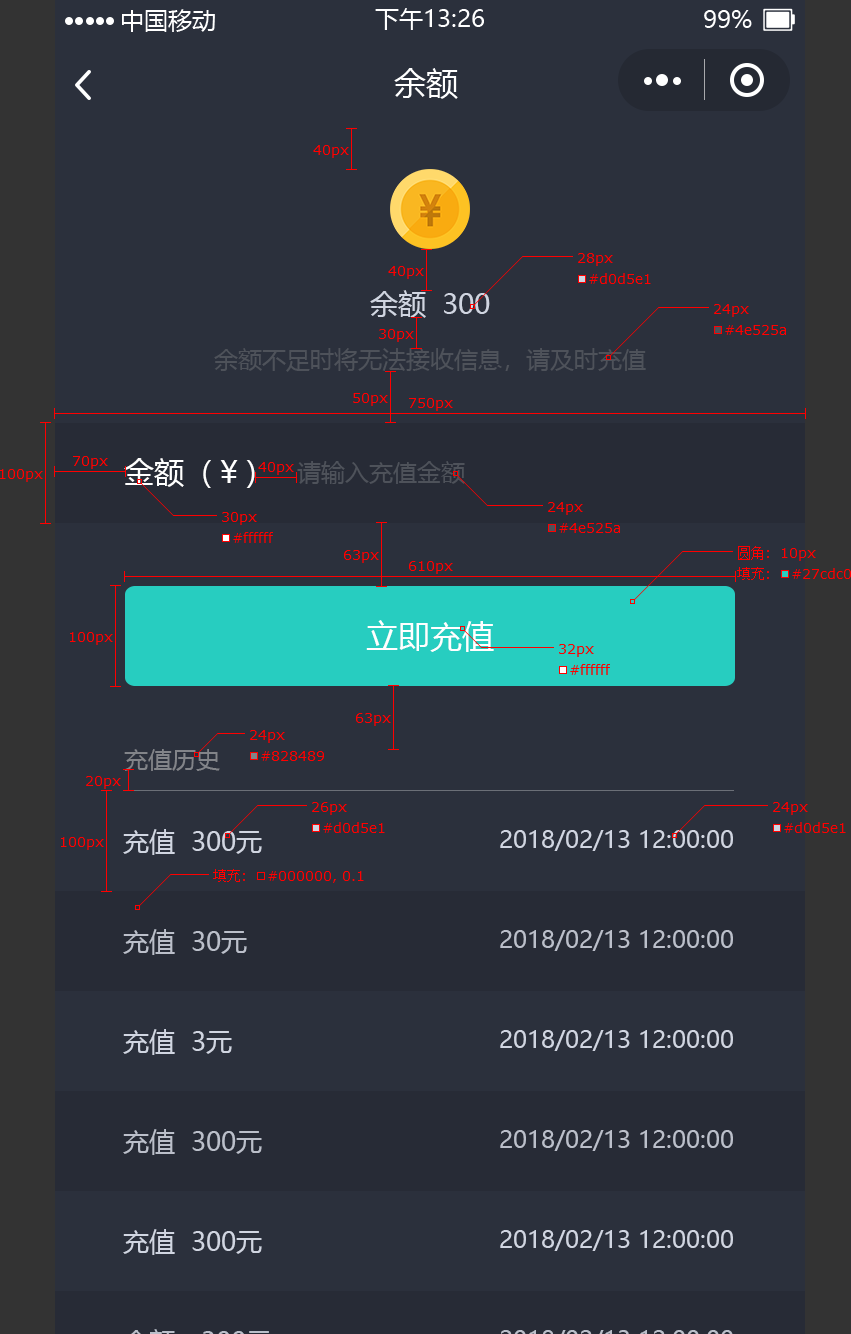 中国移动 下午13:26 99%
余额
40px
¥
40px
28px
#d0d5e1
余额 300
24px
#4e525a
30px
余额不足时将无法接收信息，请及时充值
50px 750px
100px 70px 金额（¥） 40px 请输入充值金额
30px
#ffffff
24px
#4e525a
63px
610px
圆角：10px
填充：#27cdc0
100px
立即充值
32px
#ffffff
63px
24px
#828489
充值历史
20px
26px
#d0d5e1
24px
#d0d5e1
100px
充值 300元 2018/02/13 12:00:00
填充：#000000, 0.1
充值 30元 2018/02/13 12:00:00
充值 3元 2018/02/13 12:00:00
充值 300元 2018/02/13 12:00:00
充值 300元 2018/02/13 12:00:00